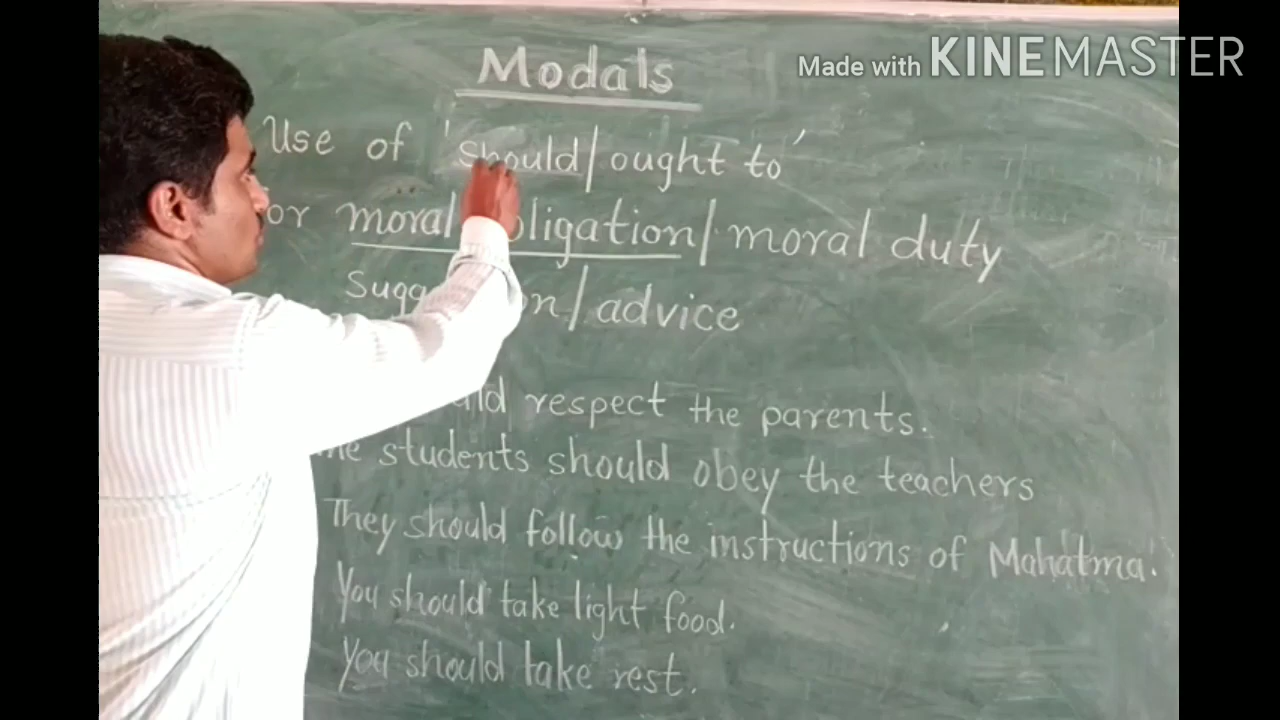 Made with KINEMASTER
Modals
Use of 'should/ought to'
moral obligation/moral duty
/advice
respect the parents.
students should obey the teachers
They should follow the instructions of Mahatma.
You should take light food.
You should take rest.